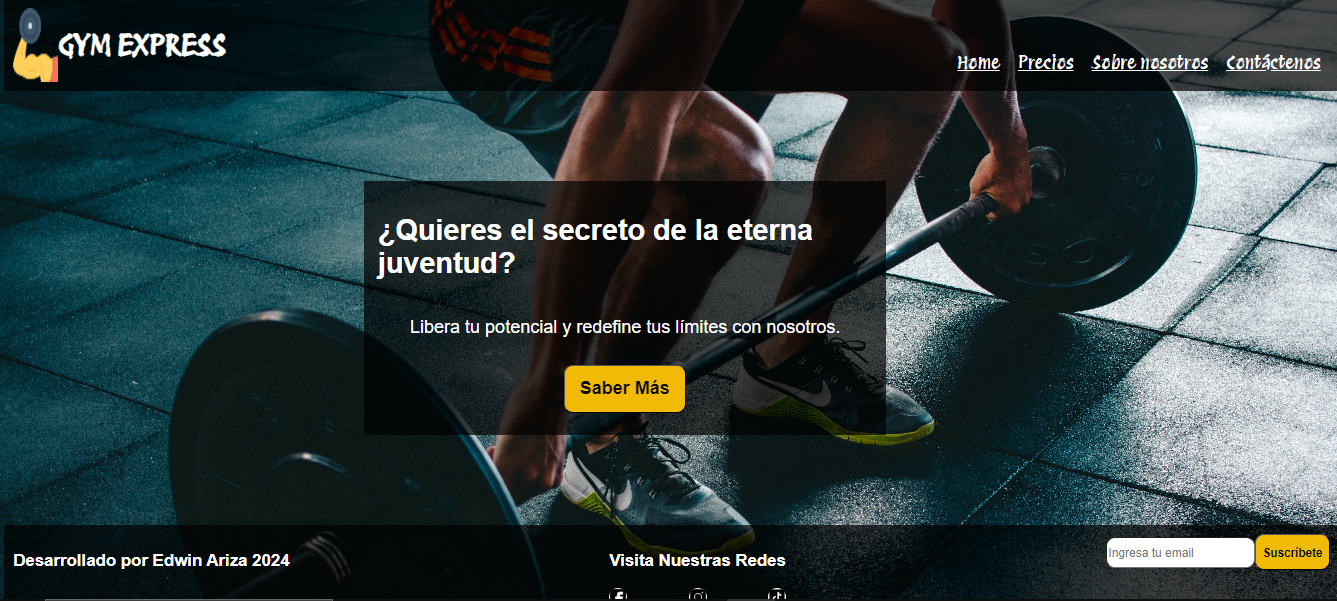 GYM EXPRESS
Home Precios Sobre nosotros Contáctenos
¿Quieres el secreto de la eterna
juventud?
Libera tu potencial y redefine tus límites con nosotros.
Saber Más
Desarrollado por Edwin Ariza 2024
Visita Nuestras Redes
Ingresa tu email
Suscríbete